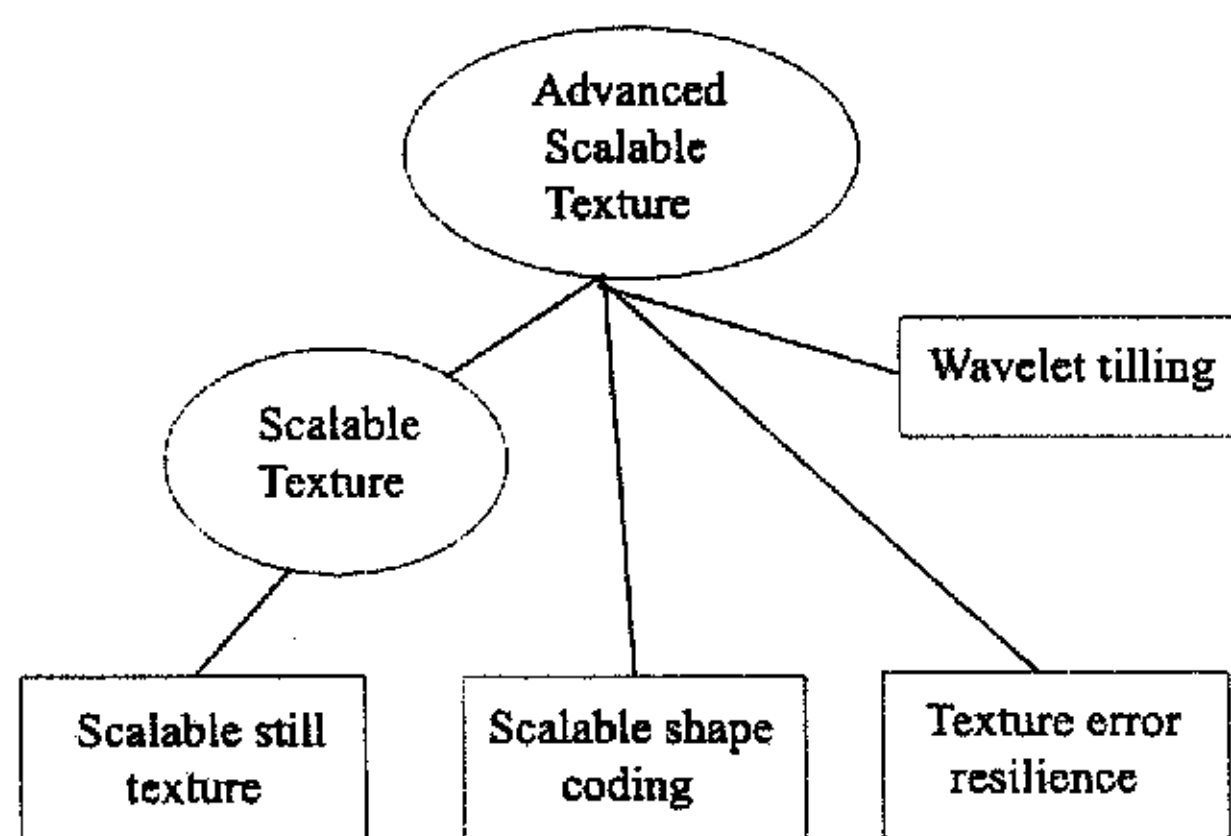 Advanced
Scalable
Texture
Wavelet tilling
Scalable
Texture
Scalable still
texture
Scalable shape
coding
Texture error
resilience